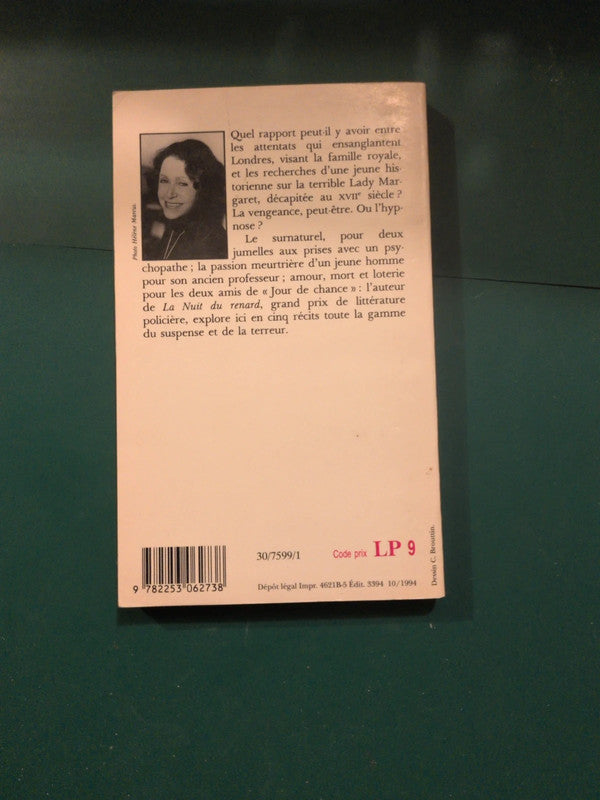 Quel rapport peut-il y avoir entre
les attentats qui ensanglantent
Londres, visant la famille royale,
et les recherches d'une jeune his-
torienne sur la terrible Lady Mar-
garet, décapitée au XVIIe siècle ?
La vengeance, peut-être. Ou l'hyp-
nose ?
Le surnaturel, pour deux
jumelles aux prises avec un psy-
chopathe ; la passion meurtrière d'un jeune homme
pour son ancien professeur ; amour, mort et loterie
pour les deux amis de « Jour de chance » : l'auteur
de La Nuit du renard, grand prix de littérature
policière, explore ici en cinq récits toute la gamme
du suspense et de la terreur.
Photo Hélène Marrus.
9 782253 062738
30/7599/1
Code prix LP 9
Dépôt légal Impr. 4621B-5 Édit. 3394 10/1994
Dessin C. Broutin.